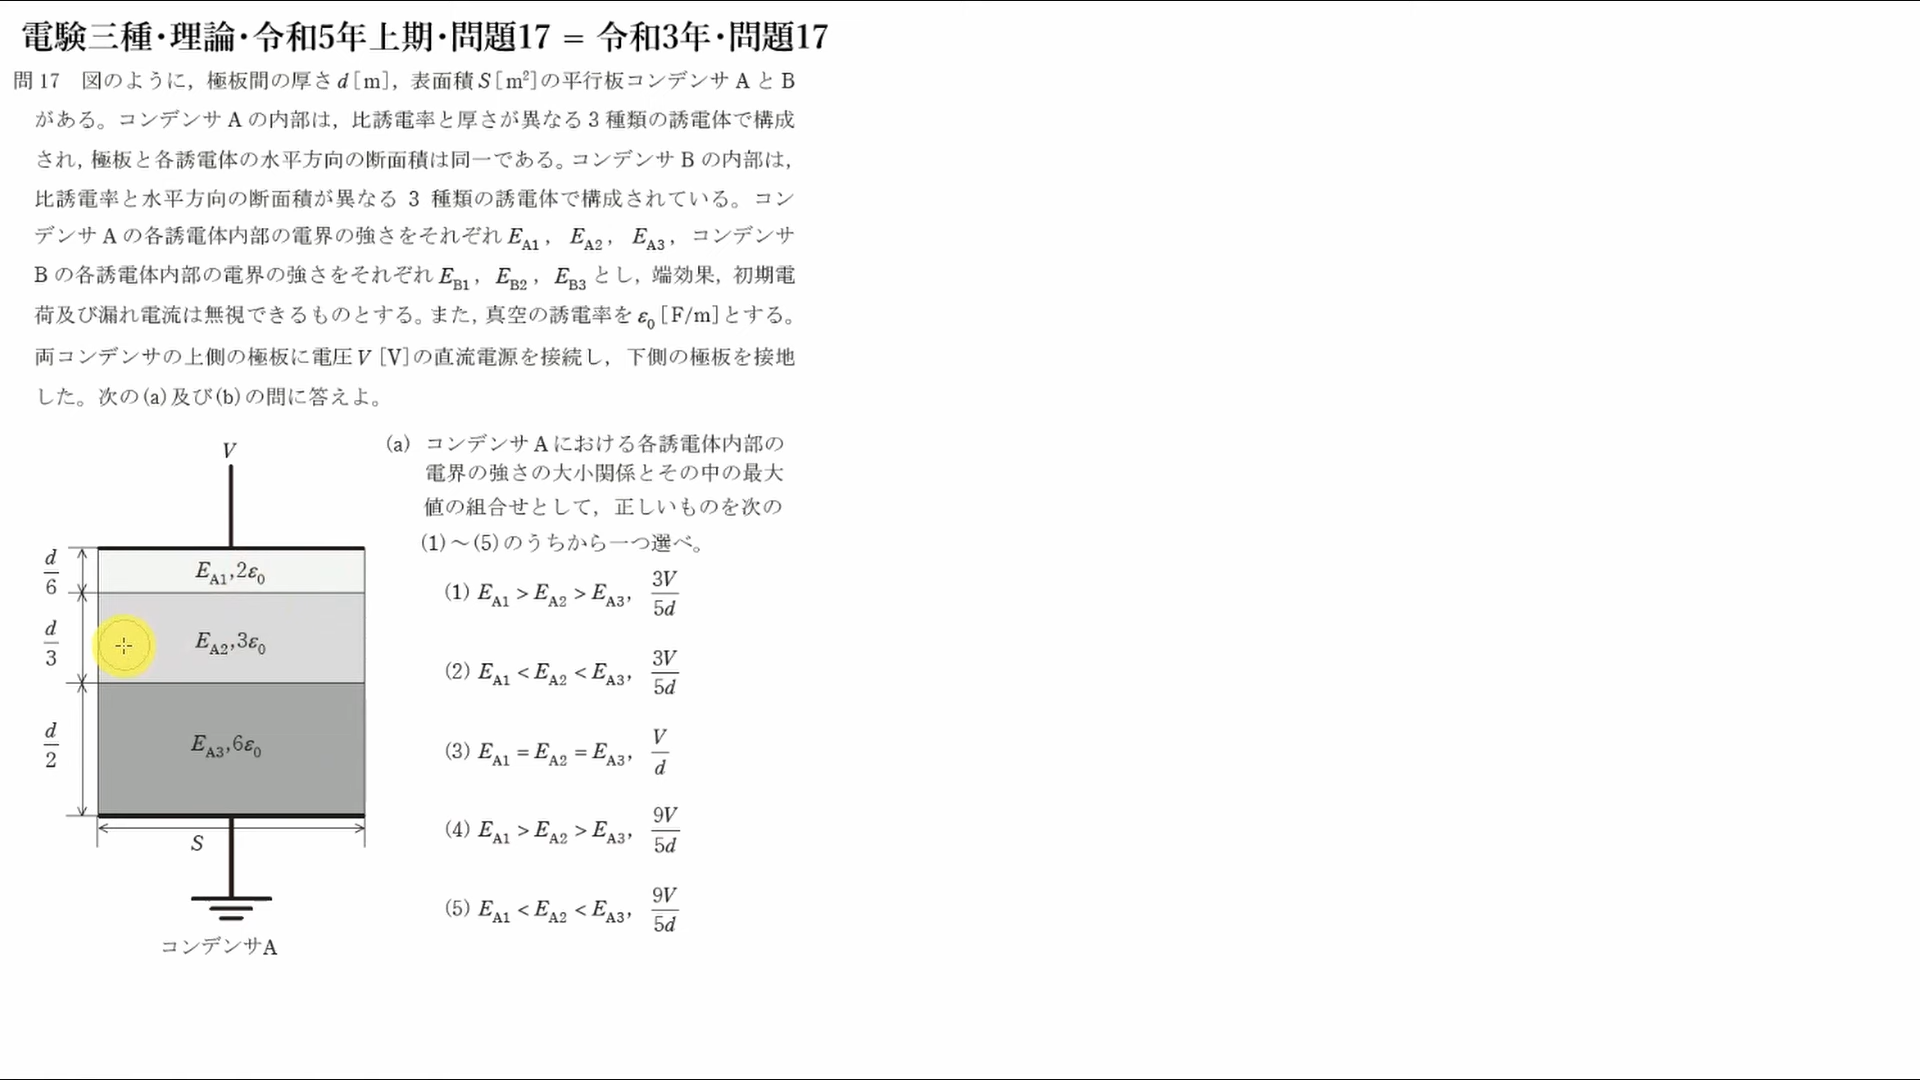 電験三種・理論・令和5年上期・問題17 = 令和3年・問題17
問17 図のように，極板間の厚さ d [m]，表面積 S [m²]の平行板コンデンサ A と B
がある。コンデンサ A の内部は，比誘電率と厚さが異なる 3 種類の誘電体で構成
され，極板と各誘電体の水平方向の断面積は同一である。コンデンサ B の内部は，
比誘電率と水平方向の断面積が異なる 3 種類の誘電体で構成されている。コン
デンサ A の各誘電体内部の電界の強さをそれぞれ E_A1， E_A2， E_A3，コンデンサ
B の各誘電体内部の電界の強さをそれぞれ E_B1， E_B2， E_B3 とし，端効果，初期電
荷及び漏れ電流は無視できるものとする。また，真空の誘電率を ε₀ [F/m]とする。
両コンデンサの上側の極板に電圧 V [V]の直流電源を接続し，下側の極板を接地
した。次の(a)及び(b)の問に答えよ。
V
d/6
E_A1,2ε₀
d/3
E_A2,3ε₀
d/2
E_A3,6ε₀
S
コンデンサA
(a) コンデンサ A における各誘電体内部の
電界の強さの大小関係とその中の最大
値の組合せとして，正しいものを次の
(1)～(5)のうちから一つ選べ。
(1) E_A1 > E_A2 > E_A3, 3V/5d
(2) E_A1 < E_A2 < E_A3, 3V/5d
(3) E_A1 = E_A2 = E_A3, V/d
(4) E_A1 > E_A2 > E_A3, 9V/5d
(5) E_A1 < E_A2 < E_A3, 9V/5d